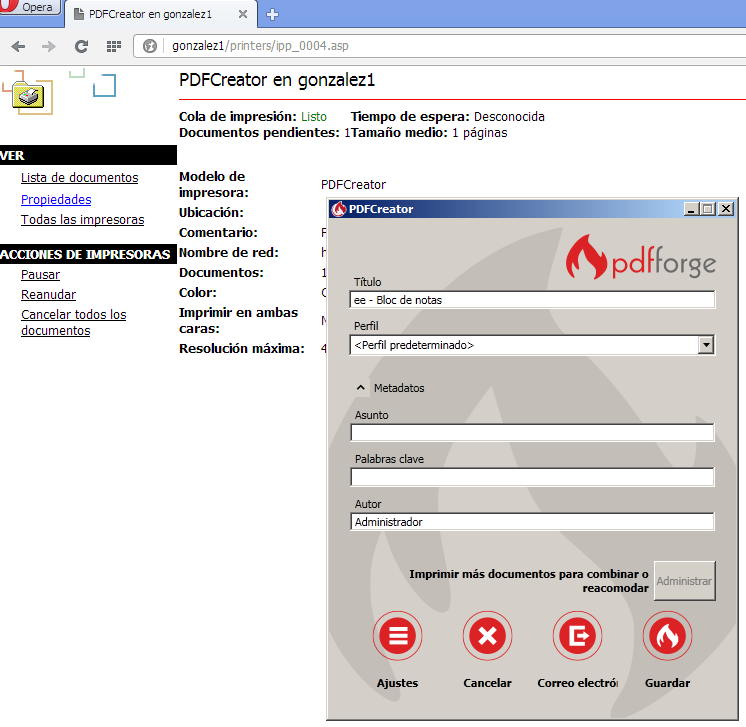 Opera
PDFCreator en gonzalez1
gonzalez1/printers/ipp_0004.asp
PDFCreator en gonzalez1
Cola de impresión: Listo Tiempo de espera: Desconocida
Documentos pendientes: 1Tamaño medio: 1 páginas
VER
Lista de documentos
Propiedades
Todas las impresoras
ACCIONES DE IMPRESORAS
Pausar
Reanudar
Cancelar todos los
documentos
Modelo de
impresora: PDFCreator
Ubicación:
Comentario:
Nombre de red:
Documentos: 1
Color:
Imprimir en ambas
caras:
Resolución máxima: 4
PDFCreator
pdfforge
Título
ee - Bloc de notas
Perfil
<Perfil predeterminado>
Metadatos
Asunto
Palabras clave
Autor
Administrador
Imprimir más documentos para combinar o
reacomodar
Administrar
Ajustes
Cancelar
Correo electró
Guardar